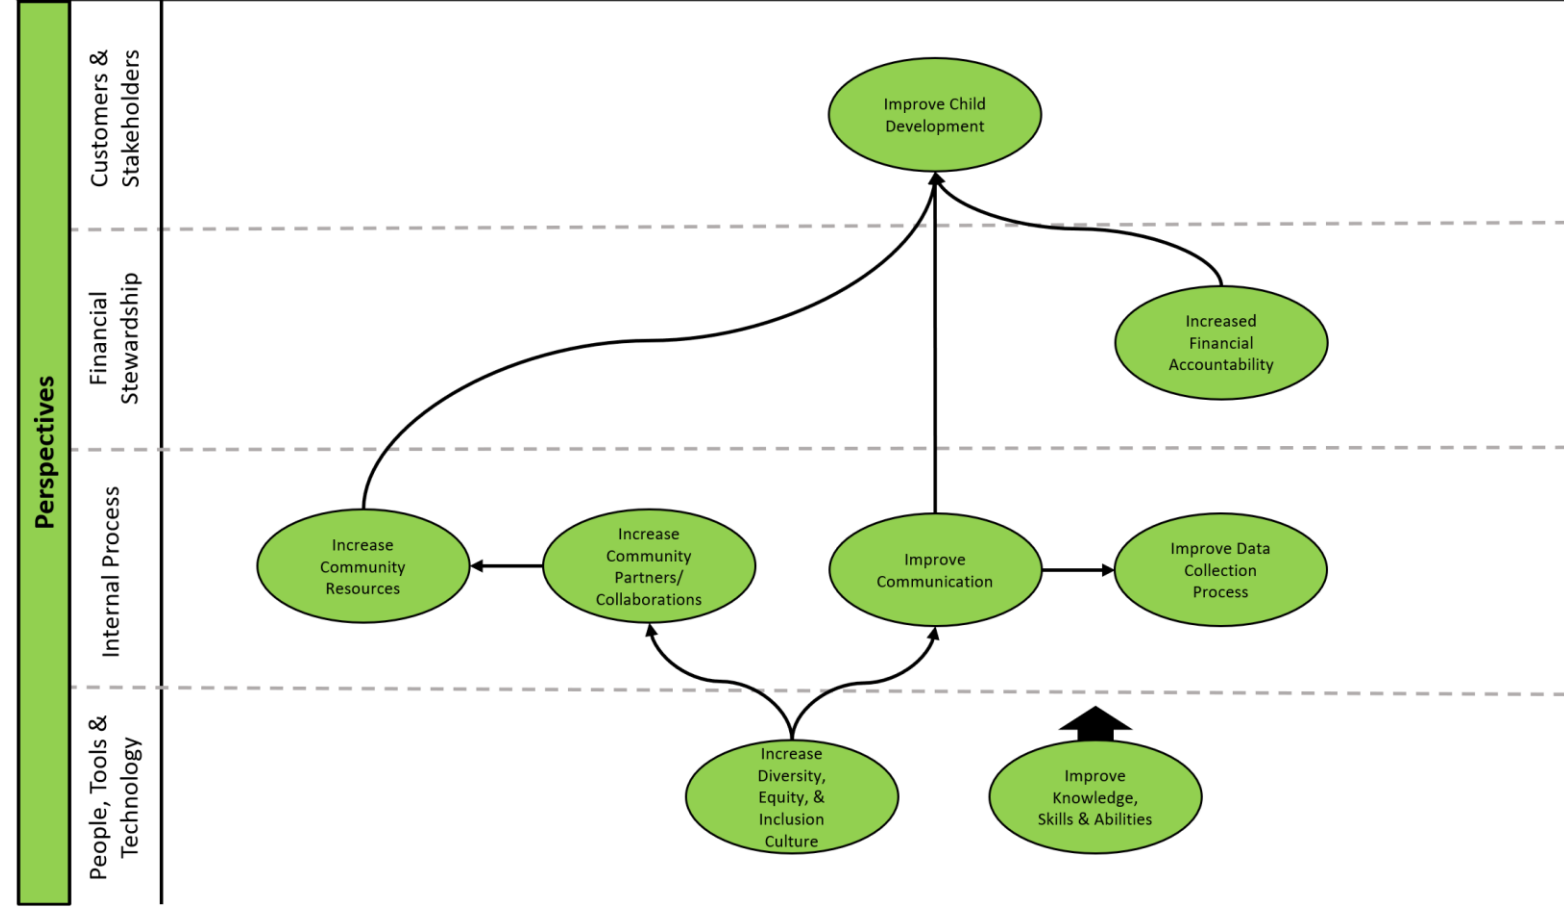 Perspectives
Customers &
Stakeholders
Improve Child
Development
Financial
Stewardship
Increased
Financial
Accountability
Internal Process
Increase
Community
Resources
Increase
Community
Partners/
Collaborations
Improve
Communication
Improve Data
Collection
Process
People, Tools &
Technology
Increase
Diversity,
Equity, &
Inclusion
Culture
Improve
Knowledge,
Skills & Abilities